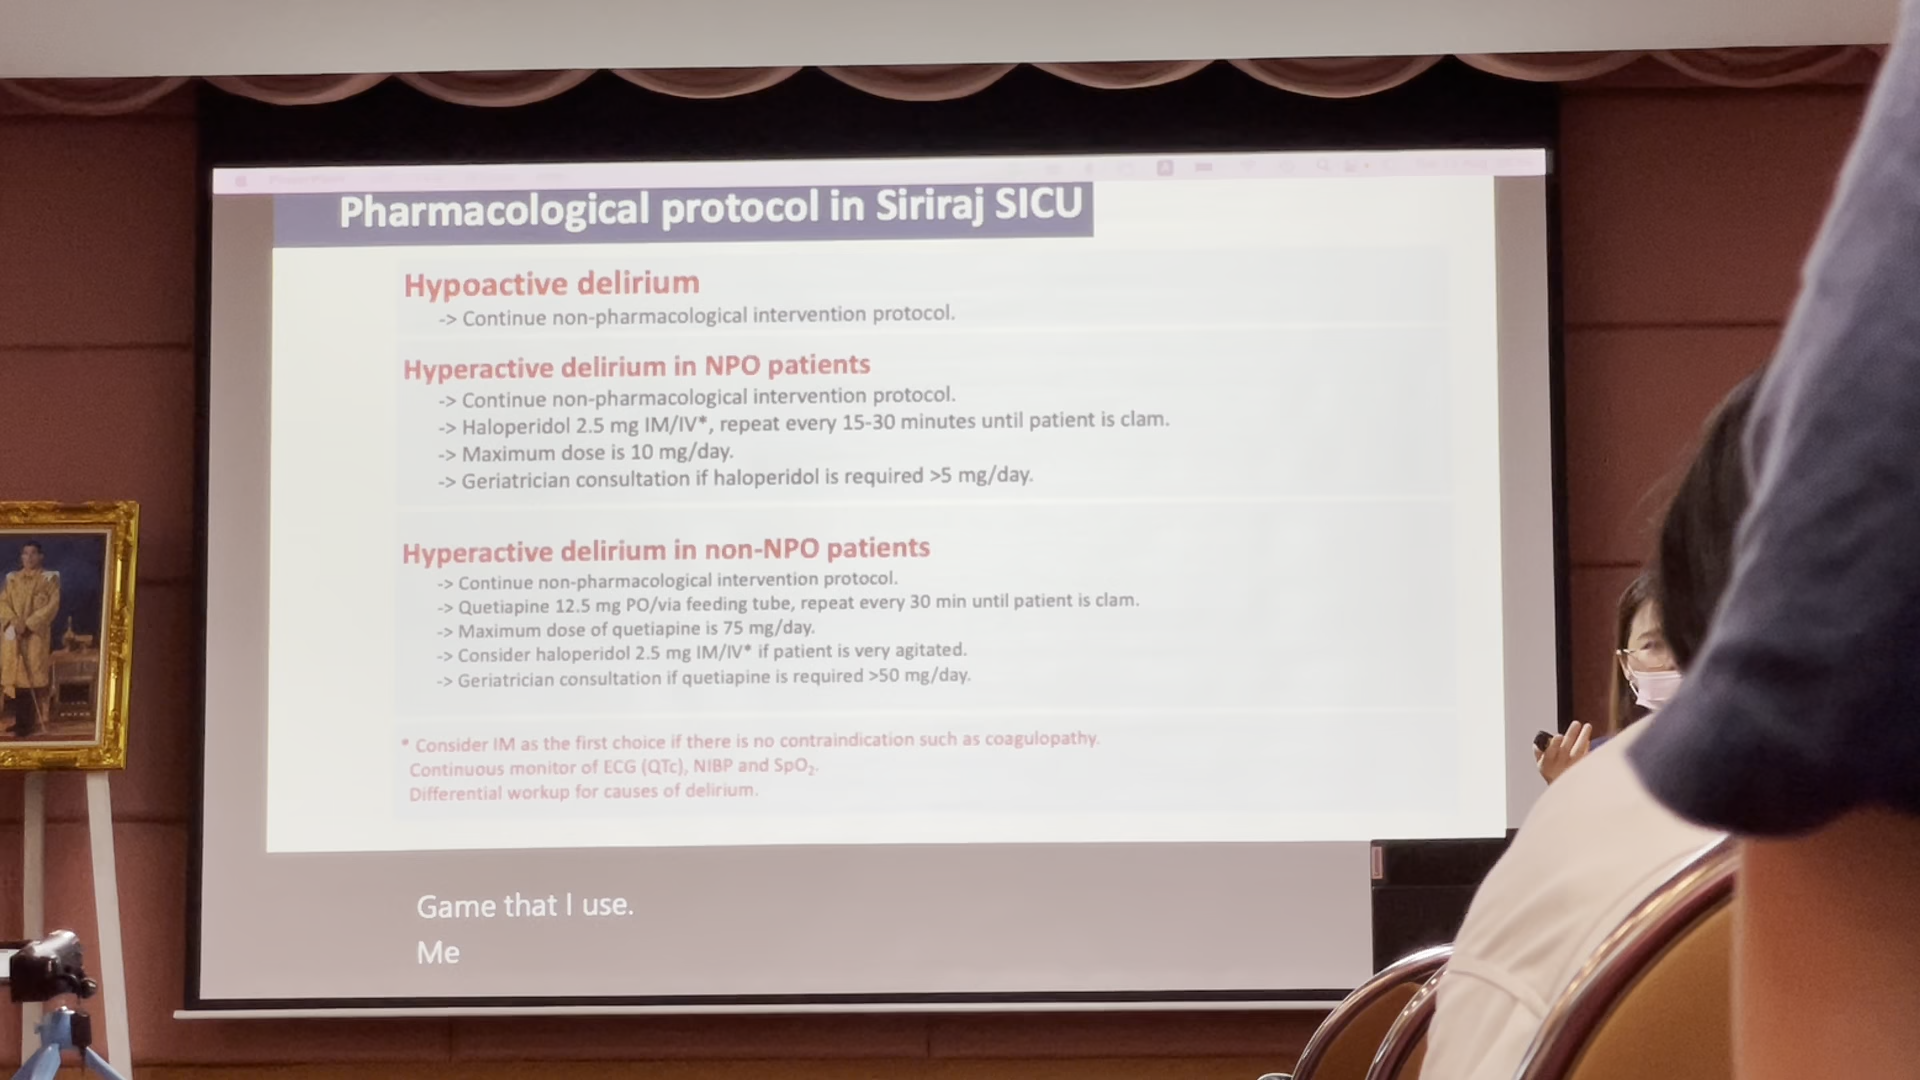 Pharmacological protocol in Siriraj SICU
Hypoactive delirium
-> Continue non-pharmacological intervention protocol.
Hyperactive delirium in NPO patients
-> Continue non-pharmacological intervention protocol.
-> Haloperidol 2.5 mg IM/IV*, repeat every 15-30 minutes until patient is clam.
-> Maximum dose is 10 mg/day.
-> Geriatrician consultation if haloperidol is required >5 mg/day.
Hyperactive delirium in non-NPO patients
-> Continue non-pharmacological intervention protocol.
-> Quetiapine 12.5 mg PO/via feeding tube, repeat every 30 min until patient is clam.
-> Maximum dose of quetiapine is 75 mg/day.
-> Consider haloperidol 2.5 mg IM/IV* if patient is very agitated.
-> Geriatrician consultation if quetiapine is required >50 mg/day.
* Consider IM as the first choice if there is no contraindication such as coagulopathy.
Continuous monitor of ECG (QTc), NIBP and SpO₂.
Differential workup for causes of delirium.
Game that I use.
Me